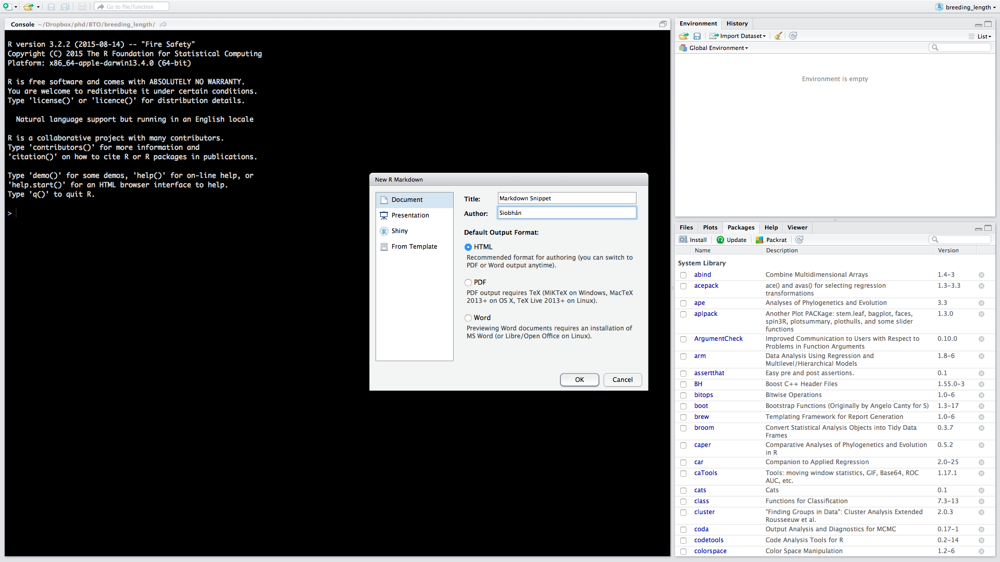 Go to file/function
breeding_length
Console ~/Dropbox/phd/BTO/breeding_length/
R version 3.2.2 (2015-08-14) -- "Fire Safety"
Copyright (C) 2015 The R Foundation for Statistical Computing
Platform: x86_64-apple-darwin13.4.0 (64-bit)
R is free software and comes with ABSOLUTELY NO WARRANTY.
You are welcome to redistribute it under certain conditions.
Type 'license()' or 'licence()' for distribution details.
Natural language support but running in an English locale
R is a collaborative project with many contributors.
Type 'contributors()' for more information and
'citation()' on how to cite R or R packages in publications.
Type 'demo()' for some demos, 'help()' for on-line help, or
'help.start()' for an HTML browser interface to help.
Type 'q()' to quit R.
>
New R Markdown
Document
Presentation
Shiny
From Template
Title: Markdown Snippet
Author: Siobhán
Default Output Format:
HTML
Recommended format for authoring (you can switch to
PDF or Word output anytime).
PDF
PDF output requires TeX (MiKTeX on Windows, MacTeX
2013+ on OS X, TeX Live 2013+ on Linux).
Word
Previewing Word documents requires an installation of
MS Word (or Libre/Open Office on Linux).
OK Cancel
Environment History
Import Dataset List
Global Environment
Environment is empty
Files Plots Packages Help Viewer
Install Update Packrat
Name Description Version
System Library
abind Combine Multidimensional Arrays 1.4-3
acepack ace() and avas() for selecting regression 1.3-3.3
transformations
ape Analyses of Phylogenetics and Evolution 3.3
aplpack Another Plot PACKage: stem.leaf, bagplot, faces, 1.3.0
spin3R, plotsummary, plothulls, and some slider
functions
ArgumentCheck Improved Communication to Users with Respect to 0.10.0
Problems in Function Arguments
arm Data Analysis Using Regression and 1.8-6
Multilevel/Hierarchical Models
assertthat Easy pre and post assertions. 0.1
BH Boost C++ Header Files 1.55.0-3
bitops Bitwise Operations 1.0-6
boot Bootstrap Functions (Originally by Angelo Canty for S) 1.3-17
brew Templating Framework for Report Generation 1.0-6
broom Convert Statistical Analysis Objects into Tidy Data 0.3.7
Frames
caper Comparative Analyses of Phylogenetics and Evolution 0.5.2
in R
car Companion to Applied Regression 2.0-25
caTools Tools: moving window statistics, GIF, Base64, ROC 1.17.1
AUC, etc.
cats Cats 0.1
class Functions for Classification 7.3-13
cluster "Finding Groups in Data": Cluster Analysis Extended 2.0.3
Rousseeuw et al.
coda Output Analysis and Diagnostics for MCMC 0.17-1
codetools Code Analysis Tools for R 0.2-14
colorspace Color Space Manipulation 1.2-6